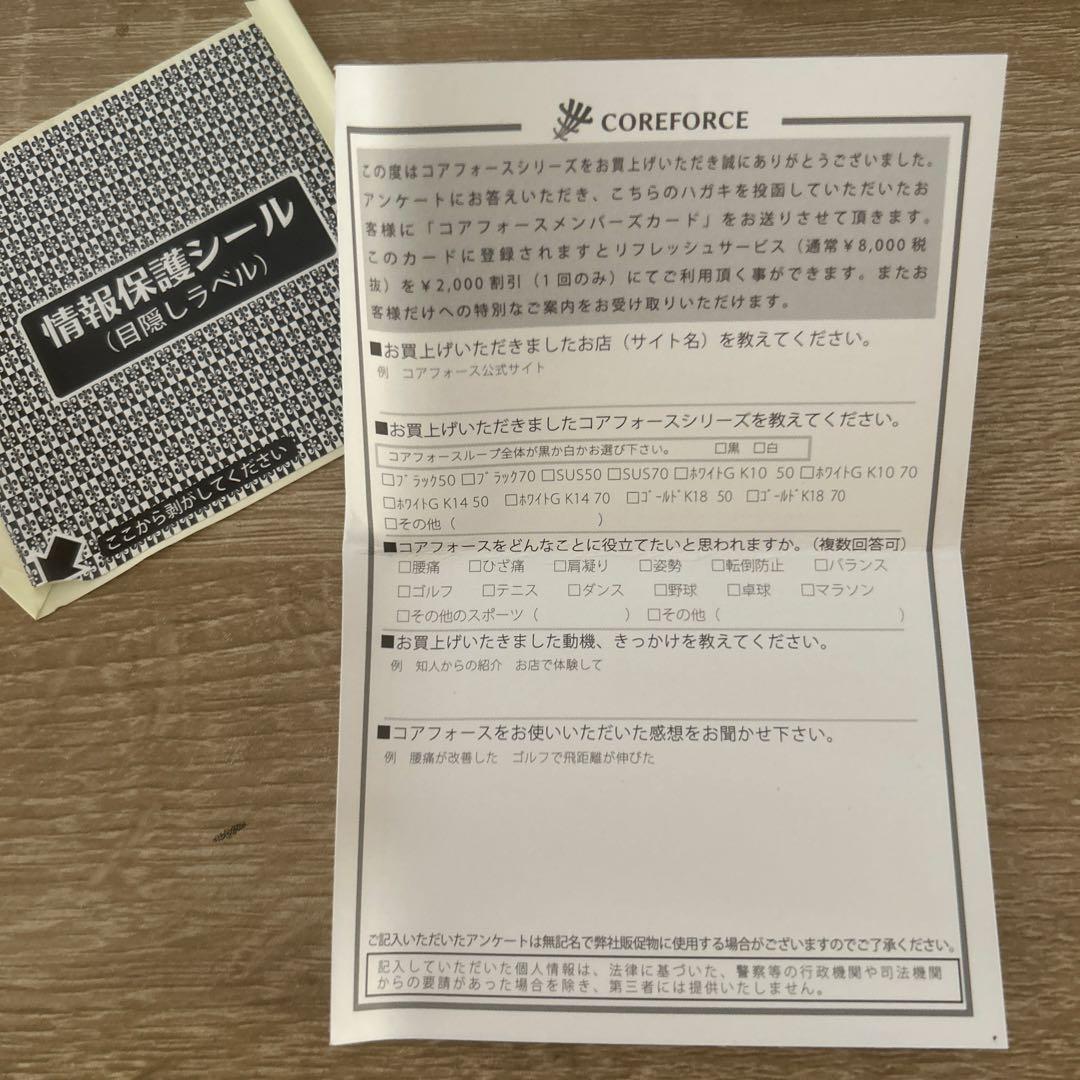 情報保護シール
(目隠しラベル)
ここから剥がしてください
COREFORCE
この度はコアフォースシリーズをお買上げいただき誠にありがとうございました。
アンケートにお答えいただき、こちらのハガキを投函していただいたお
客様に「コアフォースメンバーズカード」をお送りさせて頂きます。
このカードに登録されますとリフレッシュサービス（通常￥8,000 税
抜）を￥2,000 割引（1回のみ）にてご利用頂く事ができます。またお
客様だけへの特別なご案内をお受け取りいただけます。
■お買上げいただきましたお店（サイト名）を教えてください。
例　コアフォース公式サイト
■お買上げいただきましたコアフォースシリーズを教えてください。
コアフォースループ全体が黒か白かお選び下さい。　□黒　□白
□ﾌﾞﾗｯｸ50 □ﾌﾞﾗｯｸ70 □SUS50 □SUS70 □ﾎﾜｲﾄG K10 50 □ﾎﾜｲﾄG K10 70
□ﾎﾜｲﾄG K14 50　□ﾎﾜｲﾄG K14 70　□ｺﾞｰﾙﾄﾞK18 50　□ｺﾞｰﾙﾄﾞK18 70
□その他（　　　　　　　　　）
■コアフォースをどんなことに役立てたいと思われますか。（複数回答可）
□腰痛　□ひざ痛　□肩凝り　□姿勢　□転倒防止　□バランス
□ゴルフ　□テニス　□ダンス　□野球　□卓球　□マラソン
□その他のスポーツ（　　　　　　）　□その他（　　　　　　　　　　　）
■お買上げいたきました動機、きっかけを教えてください。
例　知人からの紹介　お店で体験して
■コアフォースをお使いいただいた感想をお聞かせ下さい。
例　腰痛が改善した　ゴルフで飛距離が伸びた
ご記入いただいたアンケートは無記名で弊社販促物に使用する場合がございますのでご了承ください。
記入していただいた個人情報は、法律に基づいた、警察等の行政機関や司法機関
からの要請があった場合を除き、第三者には提供いたしません。